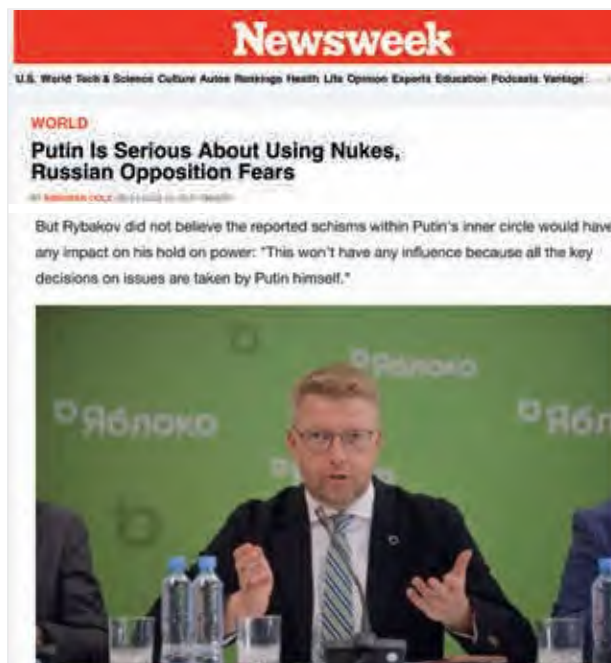 Newsweek
U.S. World Tech & Science Culture Autos Rankings Health Life Opinion Experts Education Podcasts Vantage
WORLD
Putin Is Serious About Using Nukes,
Russian Opposition Fears
But Rybakov did not believe the reported schisms within Putin's inner circle would have
any impact on his hold on power: "This won't have any influence because all the key
decisions on issues are taken by Putin himself."
Яблоко
Яблоко
Ябл